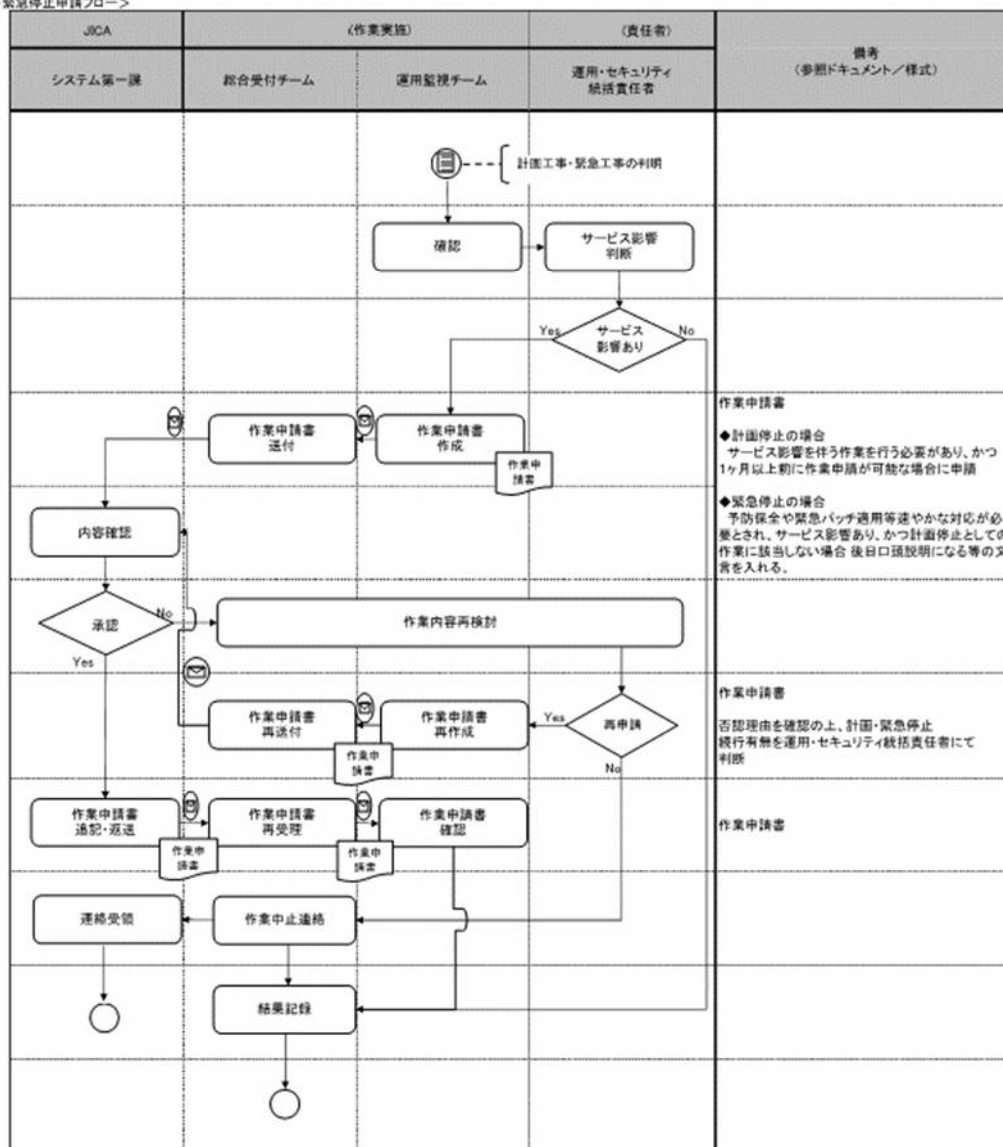 緊急停止申請フロー＞
JICA
（作業実施）
（責任者）
備考
（参照ドキュメント／様式）
システム第一課
総合受付チーム
運用監視チーム
運用・セキュリティ
統括責任者
計画工事・緊急工事の判明
確認
サービス影響
判断
サービス
影響あり
Yes
No
作業申請書
送付
作業申請書
作成
作業申
請書
作業申請書
◆計画停止の場合
サービス影響を伴う作業を行う必要があり、かつ
1ヶ月以上前に作業申請が可能な場合に申請
◆緊急停止の場合
予防保全や緊急パッチ適用等速やかな対応が必
要とされ、サービス影響あり、かつ計画停止としての
作業に該当しない場合 後日口頭説明になる等の文
言を入れる。
内容確認
承認
No
Yes
作業内容再検討
作業申請書
再送付
作業申請書
再作成
作業申
請書
Yes
再申請
No
作業申請書
否認理由を確認の上、計画・緊急停止
続行有無を運用・セキュリティ統括責任者にて
判断
作業申請書
追記・返送
作業申
請書
作業申請書
再受理
作業申
請書
作業申請書
確認
作業申請書
連絡受領
作業中止連絡
結果記録